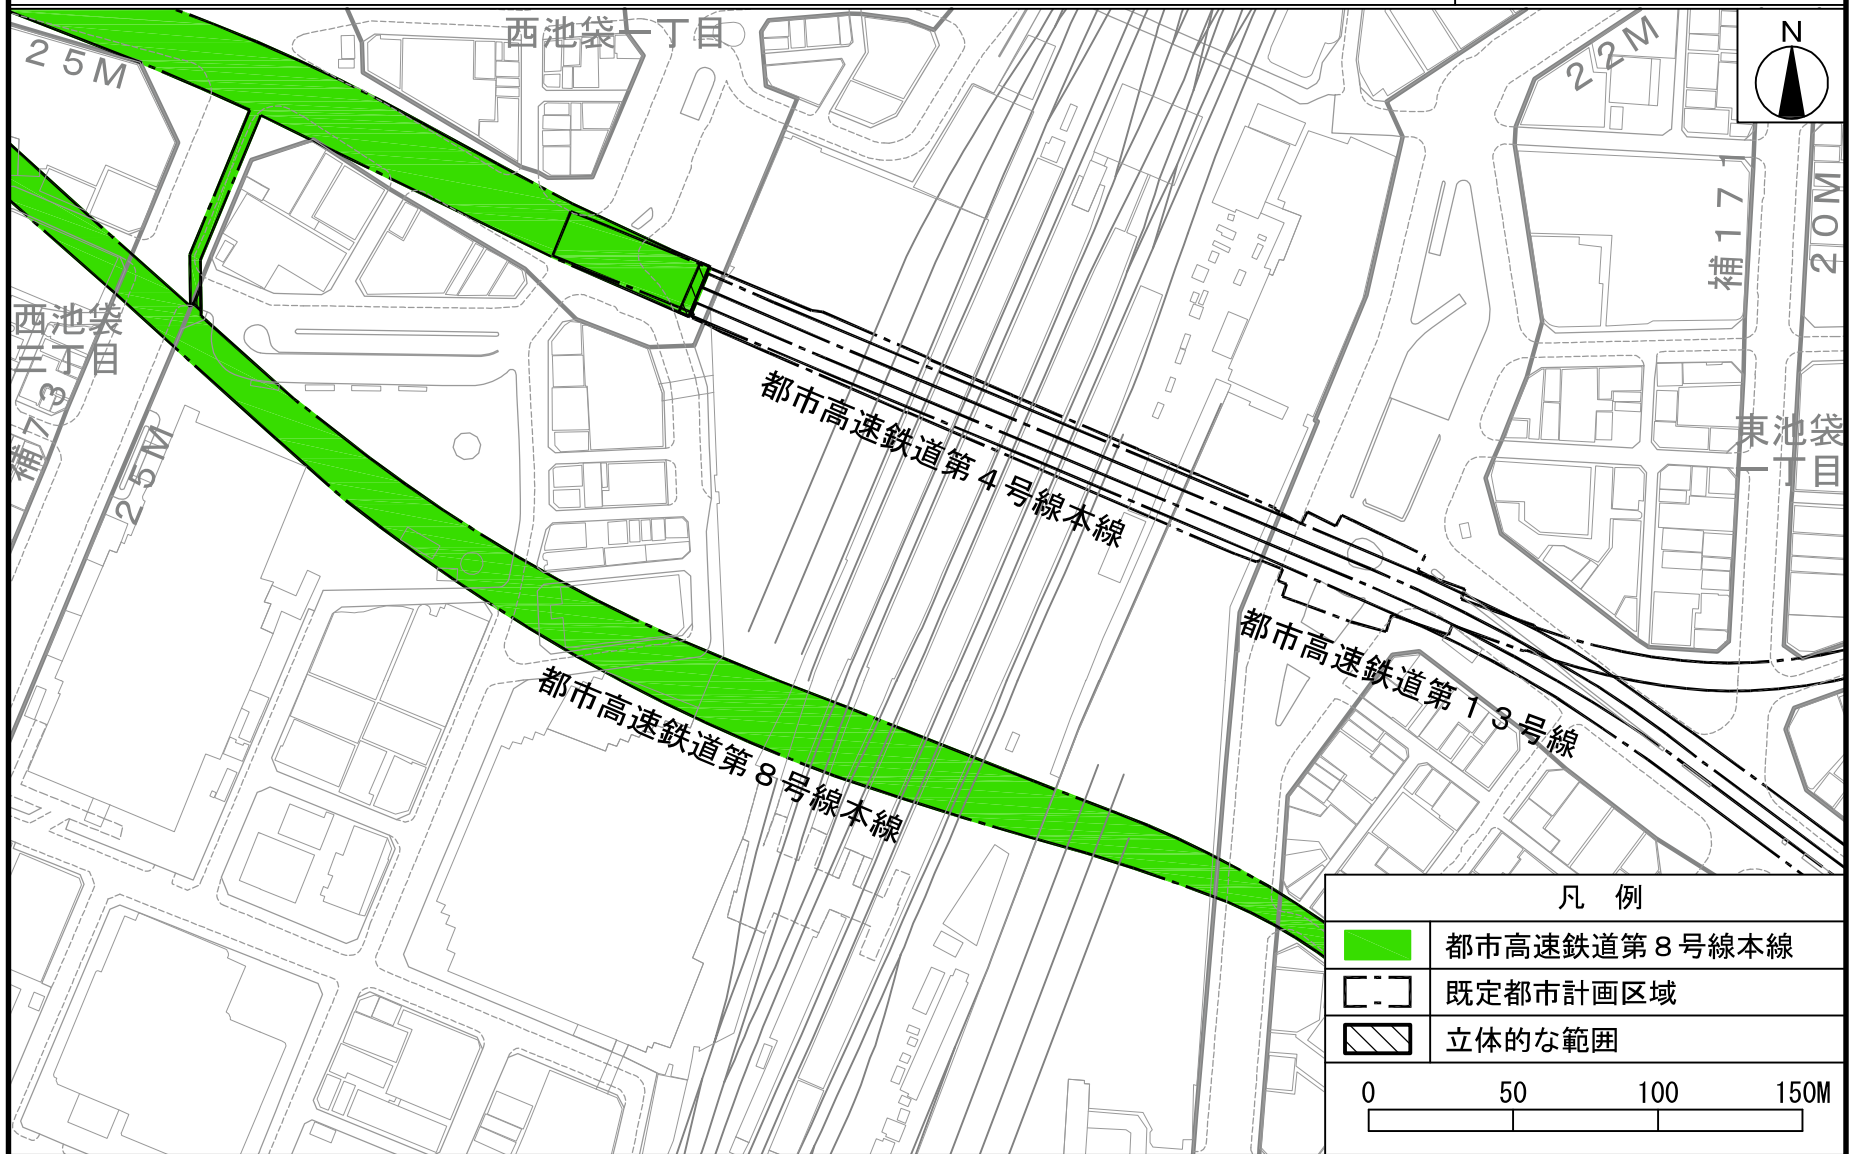 西池袋一丁目
２５Ｍ
２２Ｍ
N
補１７１
２０Ｍ
西池袋
三丁目
補７３
２５Ｍ
都市高速鉄道第４号線本線
東池袋
一丁目
都市高速鉄道第１３号線
都市高速鉄道第８号線本線
凡　例
都市高速鉄道第８号線本線
既定都市計画区域
立体的な範囲
0 50 100 150M